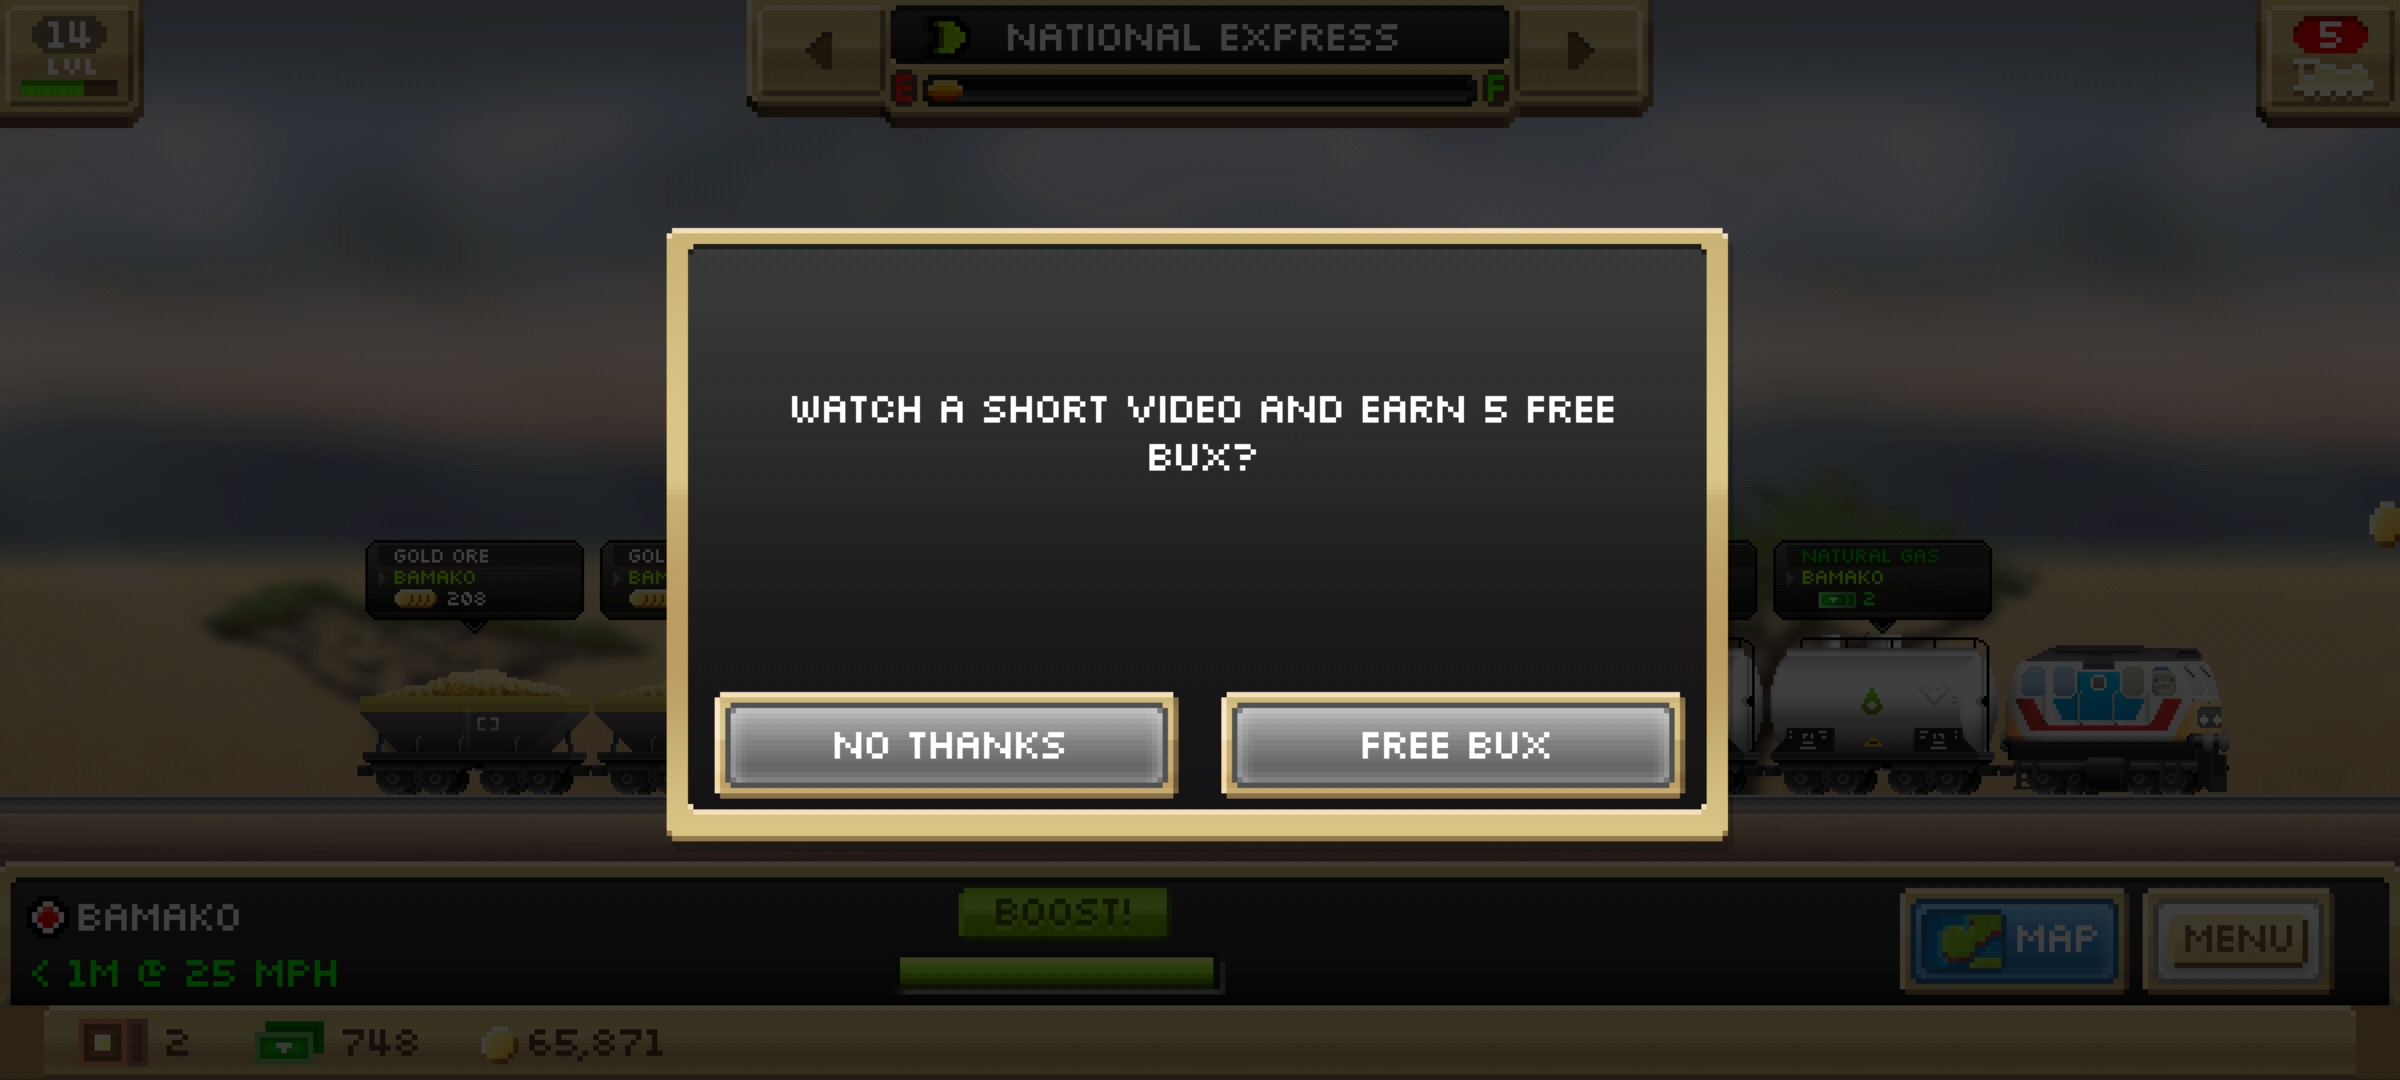 14
LVL
NATIONAL EXPRESS
E F
5
WATCH A SHORT VIDEO AND EARN 5 FREE
BUX?
GOLD ORE
BAMAKO
208
GOL
BAM
NATURAL GAS
BAMAKO
2
NO THANKS
FREE BUX
BAMAKO
< 1M @ 25 MPH
BOOST!
MAP
MENU
2
748
65,871